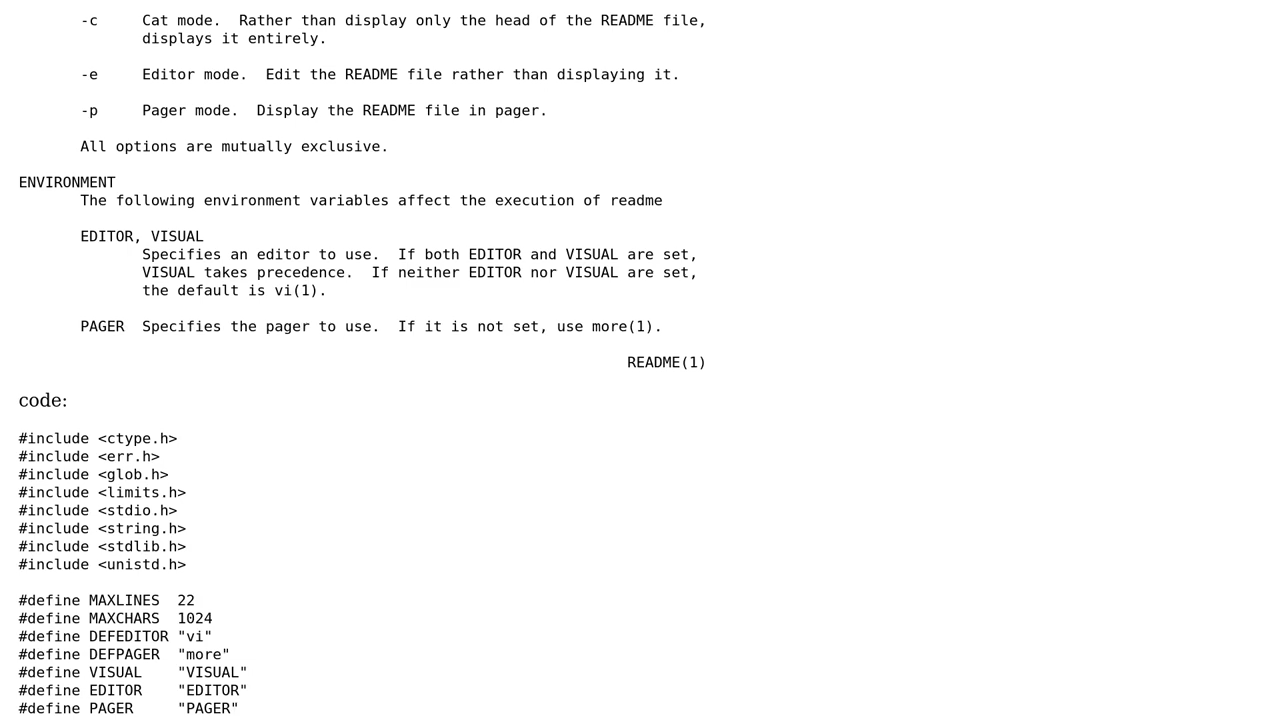 -c     Cat mode.  Rather than display only the head of the README file,
displays it entirely.
-e     Editor mode.  Edit the README file rather than displaying it.
-p     Pager mode.  Display the README file in pager.
All options are mutually exclusive.
ENVIRONMENT
The following environment variables affect the execution of readme
EDITOR, VISUAL
Specifies an editor to use.  If both EDITOR and VISUAL are set,
VISUAL takes precedence.  If neither EDITOR nor VISUAL are set,
the default is vi(1).
PAGER  Specifies the pager to use.  If it is not set, use more(1).
README(1)
code:
#include <ctype.h>
#include <err.h>
#include <glob.h>
#include <limits.h>
#include <stdio.h>
#include <string.h>
#include <stdlib.h>
#include <unistd.h>
#define MAXLINES  22
#define MAXCHARS  1024
#define DEFEDITOR "vi"
#define DEFPAGER  "more"
#define VISUAL    "VISUAL"
#define EDITOR    "EDITOR"
#define PAGER     "PAGER"